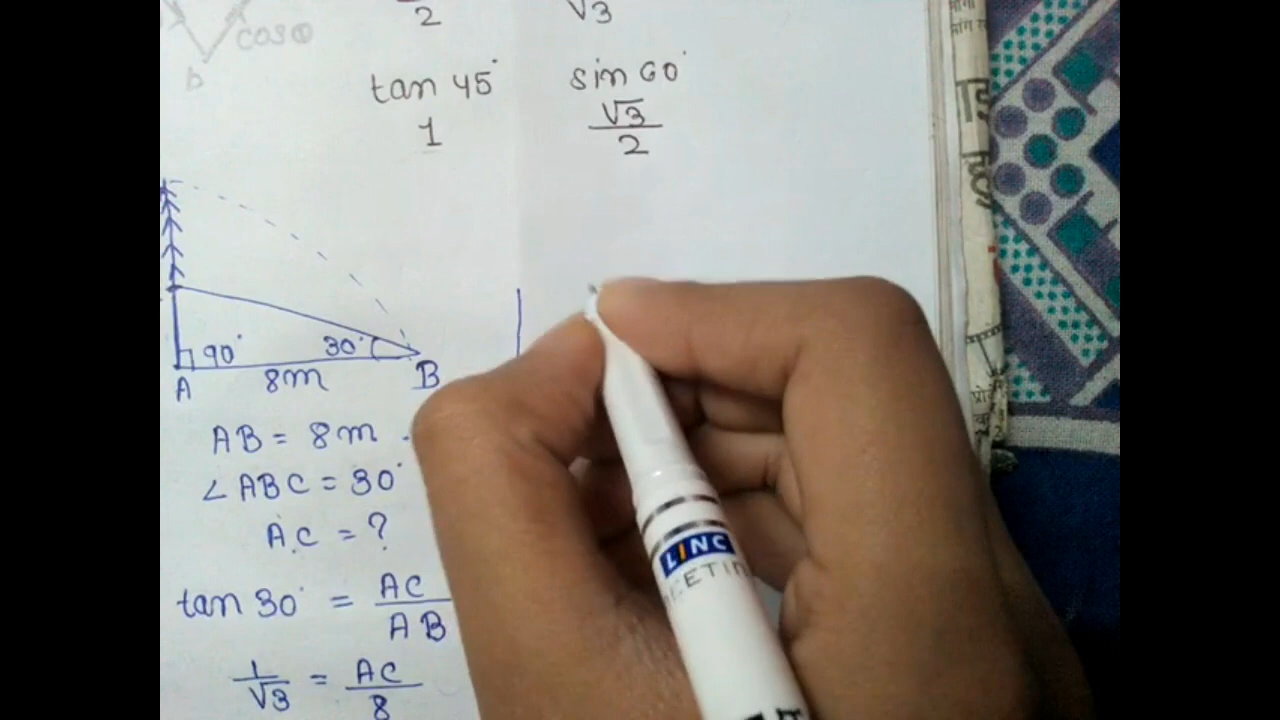 cosθ
b
2
√3
tan 45° sin 60°
1 √3/2
90° 30°
A 8m B
AB = 8m
∠ABC = 30°
AC = ?
tan 30° = AC/AB
1/√3 = AC/8
LINC